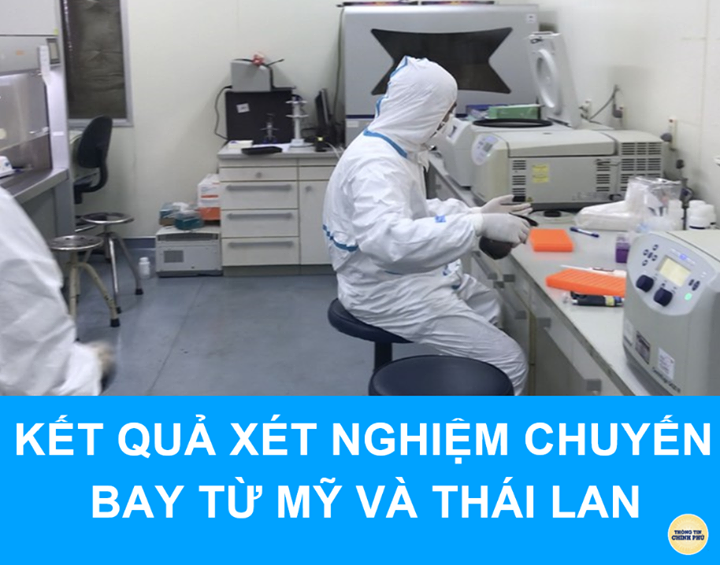 KẾT QUẢ XÉT NGHIỆM CHUYẾN
BAY TỪ MỸ VÀ THÁI LAN
THÔNG TIN
CHÍNH PHỦ